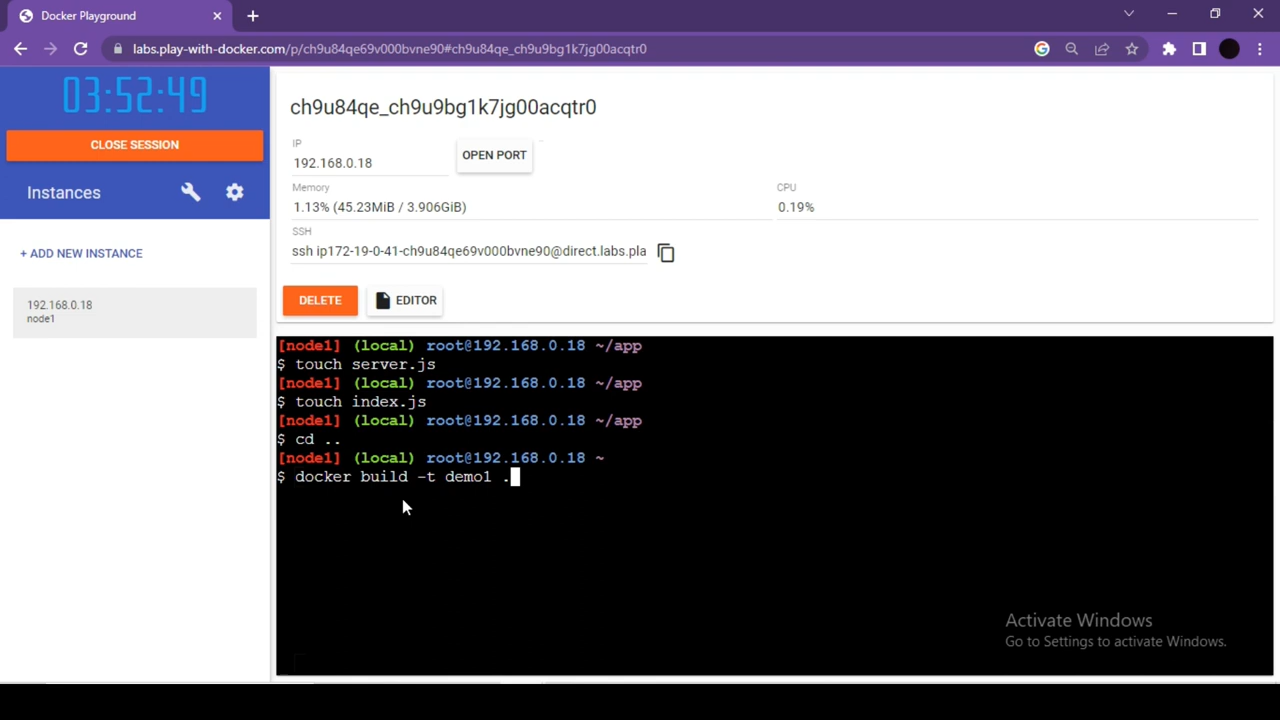 Docker Playground
labs.play-with-docker.com/p/ch9u84qe69v000bvne90#ch9u84qe_ch9u9bg1k7jg00acqtr0
03:52:49
CLOSE SESSION
Instances
+ ADD NEW INSTANCE
192.168.0.18
node1
ch9u84qe_ch9u9bg1k7jg00acqtr0
IP
192.168.0.18
OPEN PORT
Memory
1.13% (45.23MiB / 3.906GiB)
CPU
0.19%
SSH
ssh ip172-19-0-41-ch9u84qe69v000bvne90@direct.labs.pla
DELETE
EDITOR
[node1] (local) root@192.168.0.18 ~/app
$ touch server.js
[node1] (local) root@192.168.0.18 ~/app
$ touch index.js
[node1] (local) root@192.168.0.18 ~/app
$ cd ..
[node1] (local) root@192.168.0.18 ~
$ docker build -t demo1 .
Activate Windows
Go to Settings to activate Windows.